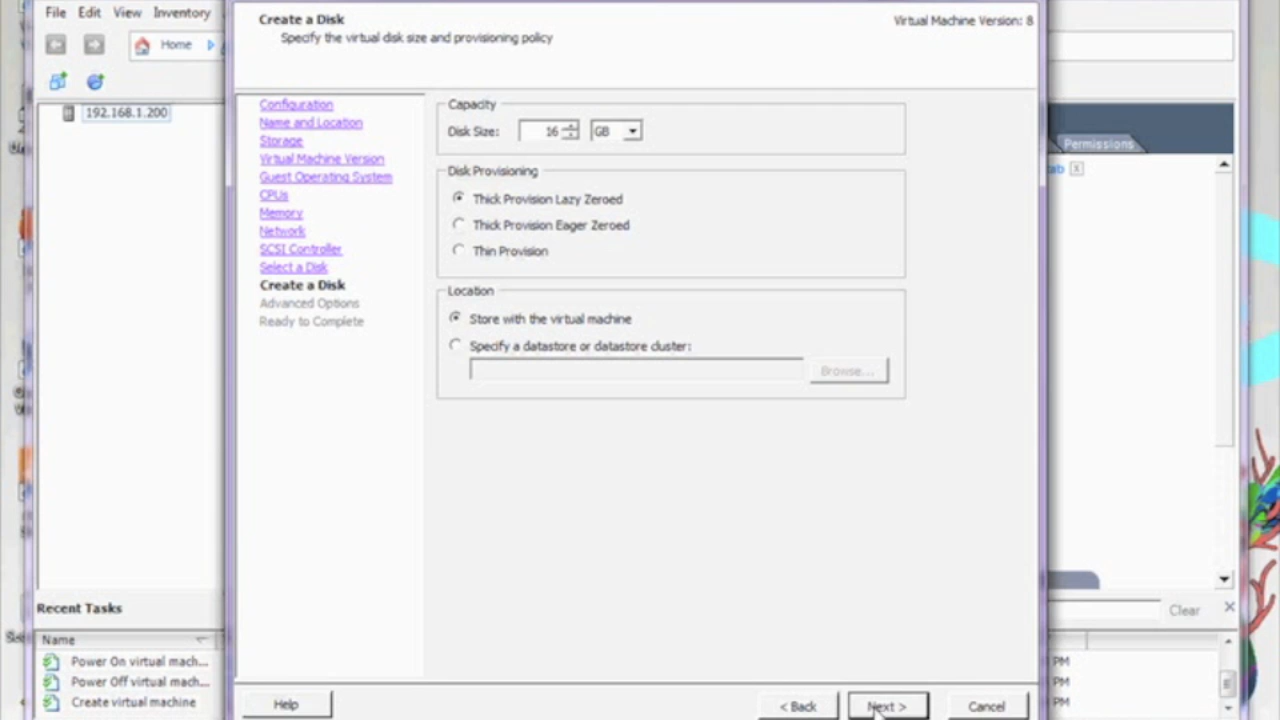 File Edit View Inventory
Home
192.168.1.200
Create a Disk
Specify the virtual disk size and provisioning policy
Virtual Machine Version: 8
Configuration
Name and Location
Storage
Virtual Machine Version
Guest Operating System
CPUs
Memory
Network
SCSI Controller
Select a Disk
Create a Disk
Advanced Options
Ready to Complete
Capacity
Disk Size: 16 GB
Disk Provisioning
Thick Provision Lazy Zeroed
Thick Provision Eager Zeroed
Thin Provision
Location
Store with the virtual machine
Specify a datastore or datastore cluster:
Browse...
Help
< Back
Next >
Cancel
Permissions
ab
Recent Tasks
Clear
Name
Power On virtual mach...
Power Off virtual mach...
Create virtual machine
PM
PM
PM